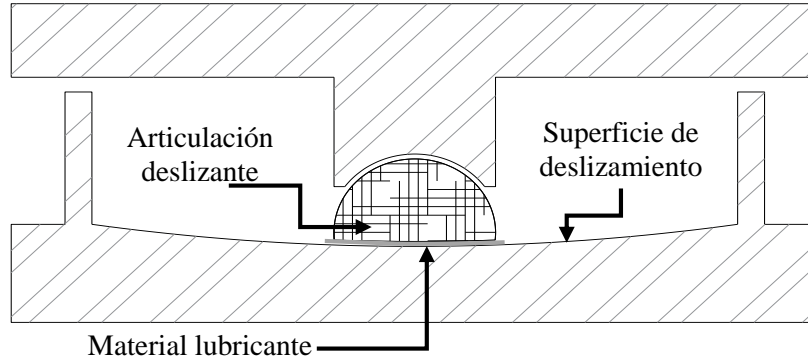 Articulación
deslizante
Superficie de
deslizamiento
Material lubricante